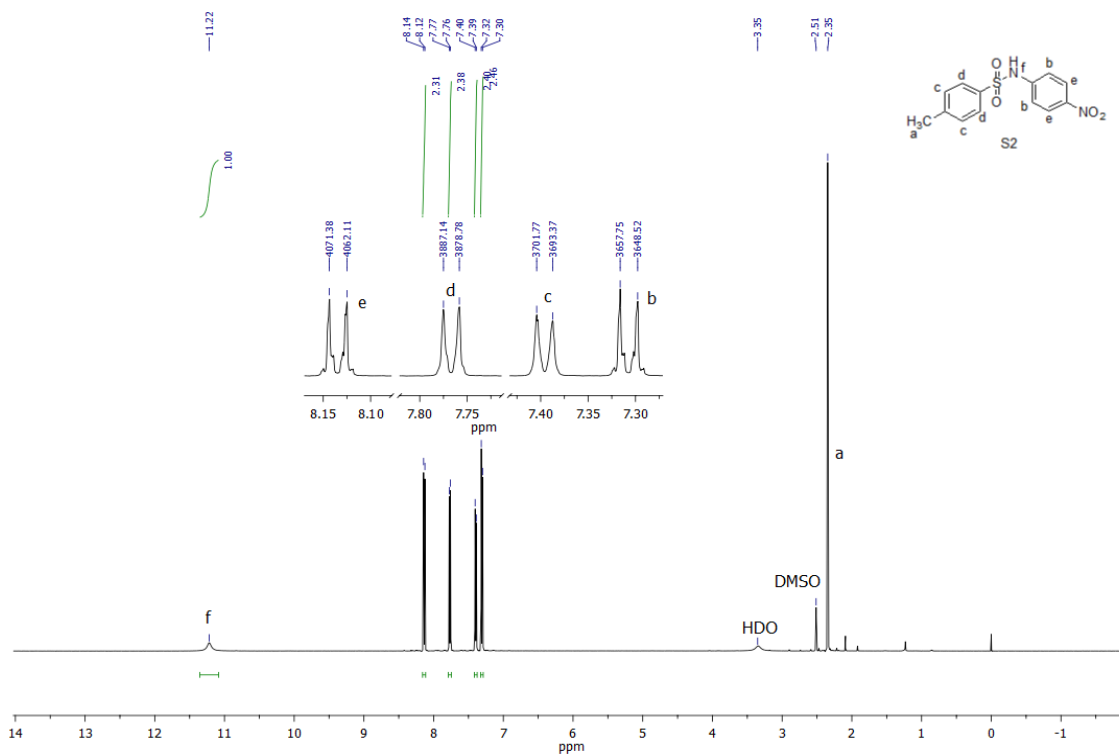 11.22
8.14
8.12
7.77
7.76
7.40
7.39
7.32
7.30
3.35
2.51
2.35
1.00
2.31
2.38
2.40
2.46
H
O
N
f
b
d
S
e
c
O
b
NO2
H3C
d
e
a
c
S2
4071.38
4062.11
3887.14
3878.78
3701.77
3693.37
3657.75
3648.52
e
d
c
b
8.15 8.10 7.80 7.75 7.40 7.35 7.30
ppm
a
DMSO
f
HDO
14 13 12 11 10 9 8 7 6 5 4 3 2 1 0 -1
ppm